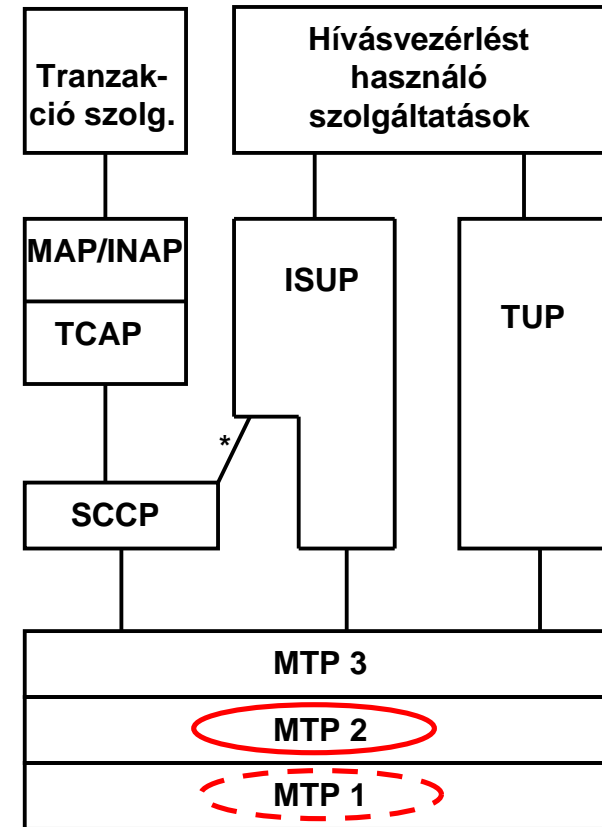 Tranzak-
ció szolg.
Hívásvezérlést
használó
szolgáltatások
MAP/INAP
TCAP
ISUP
TUP
*
SCCP
MTP 3
MTP 2
MTP 1